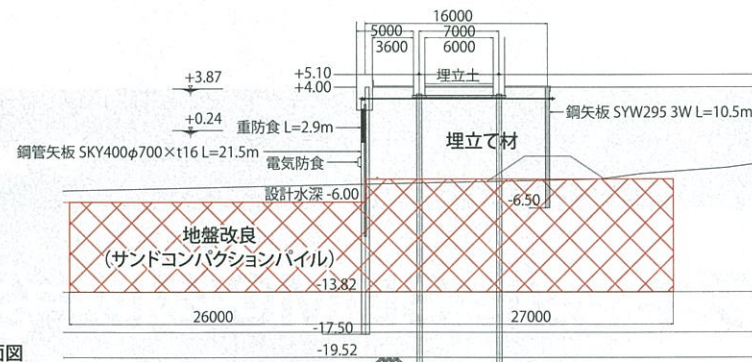 16000
5000
7000
3600
6000
+3.87
+5.10
埋立土
+4.00
+0.24
重防食 L=2.9m
鋼矢板 SYW295 3W L=10.5m
鋼管矢板 SKY400φ700×t16 L=21.5m
埋立て材
電気防食
設計水深 -6.00
-6.50
地盤改良
（サンドコンパクションパイル）
-13.82
26000
27000
-17.50
-19.52
面図